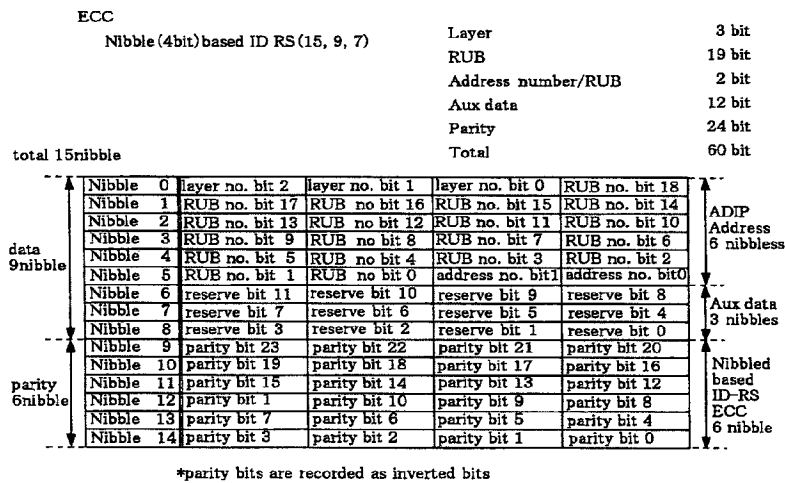 ECC
Nibble(4bit)based ID RS(15, 9, 7)
Layer 3 bit
RUB 19 bit
Address number/RUB 2 bit
Aux data 12 bit
Parity 24 bit
Total 60 bit
total 15nibble
Nibble 0 layer no. bit 2 layer no. bit 1 layer no. bit 0 RUB no. bit 18
Nibble 1 RUB no. bit 17 RUB no bit 16 RUB no. bit 15 RUB no. bit 14
Nibble 2 RUB no. bit 13 RUB no bit 12 RUB no. bit 11 RUB no. bit 10
Nibble 3 RUB no. bit 9 RUB no bit 8 RUB no. bit 7 RUB no. bit 6
Nibble 4 RUB no. bit 5 RUB no bit 4 RUB no. bit 3 RUB no. bit 2
Nibble 5 RUB no. bit 1 RUB no bit 0 address no. bit1 address no. bit0
Nibble 6 reserve bit 11 reserve bit 10 reserve bit 9 reserve bit 8
Nibble 7 reserve bit 7 reserve bit 6 reserve bit 5 reserve bit 4
Nibble 8 reserve bit 3 reserve bit 2 reserve bit 1 reserve bit 0
Nibble 9 parity bit 23 parity bit 22 parity bit 21 parity bit 20
Nibble 10 parity bit 19 parity bit 18 parity bit 17 parity bit 16
Nibble 11 parity bit 15 parity bit 14 parity bit 13 parity bit 12
Nibble 12 parity bit 1 parity bit 10 parity bit 9 parity bit 8
Nibble 13 parity bit 7 parity bit 6 parity bit 5 parity bit 4
Nibble 14 parity bit 3 parity bit 2 parity bit 1 parity bit 0
data
9nibble
parity
6nibble
ADIP
Address
6 nibbless
Aux data
3 nibbles
Nibbled
based
ID-RS
ECC
6 nibble
*parity bits are recorded as inverted bits